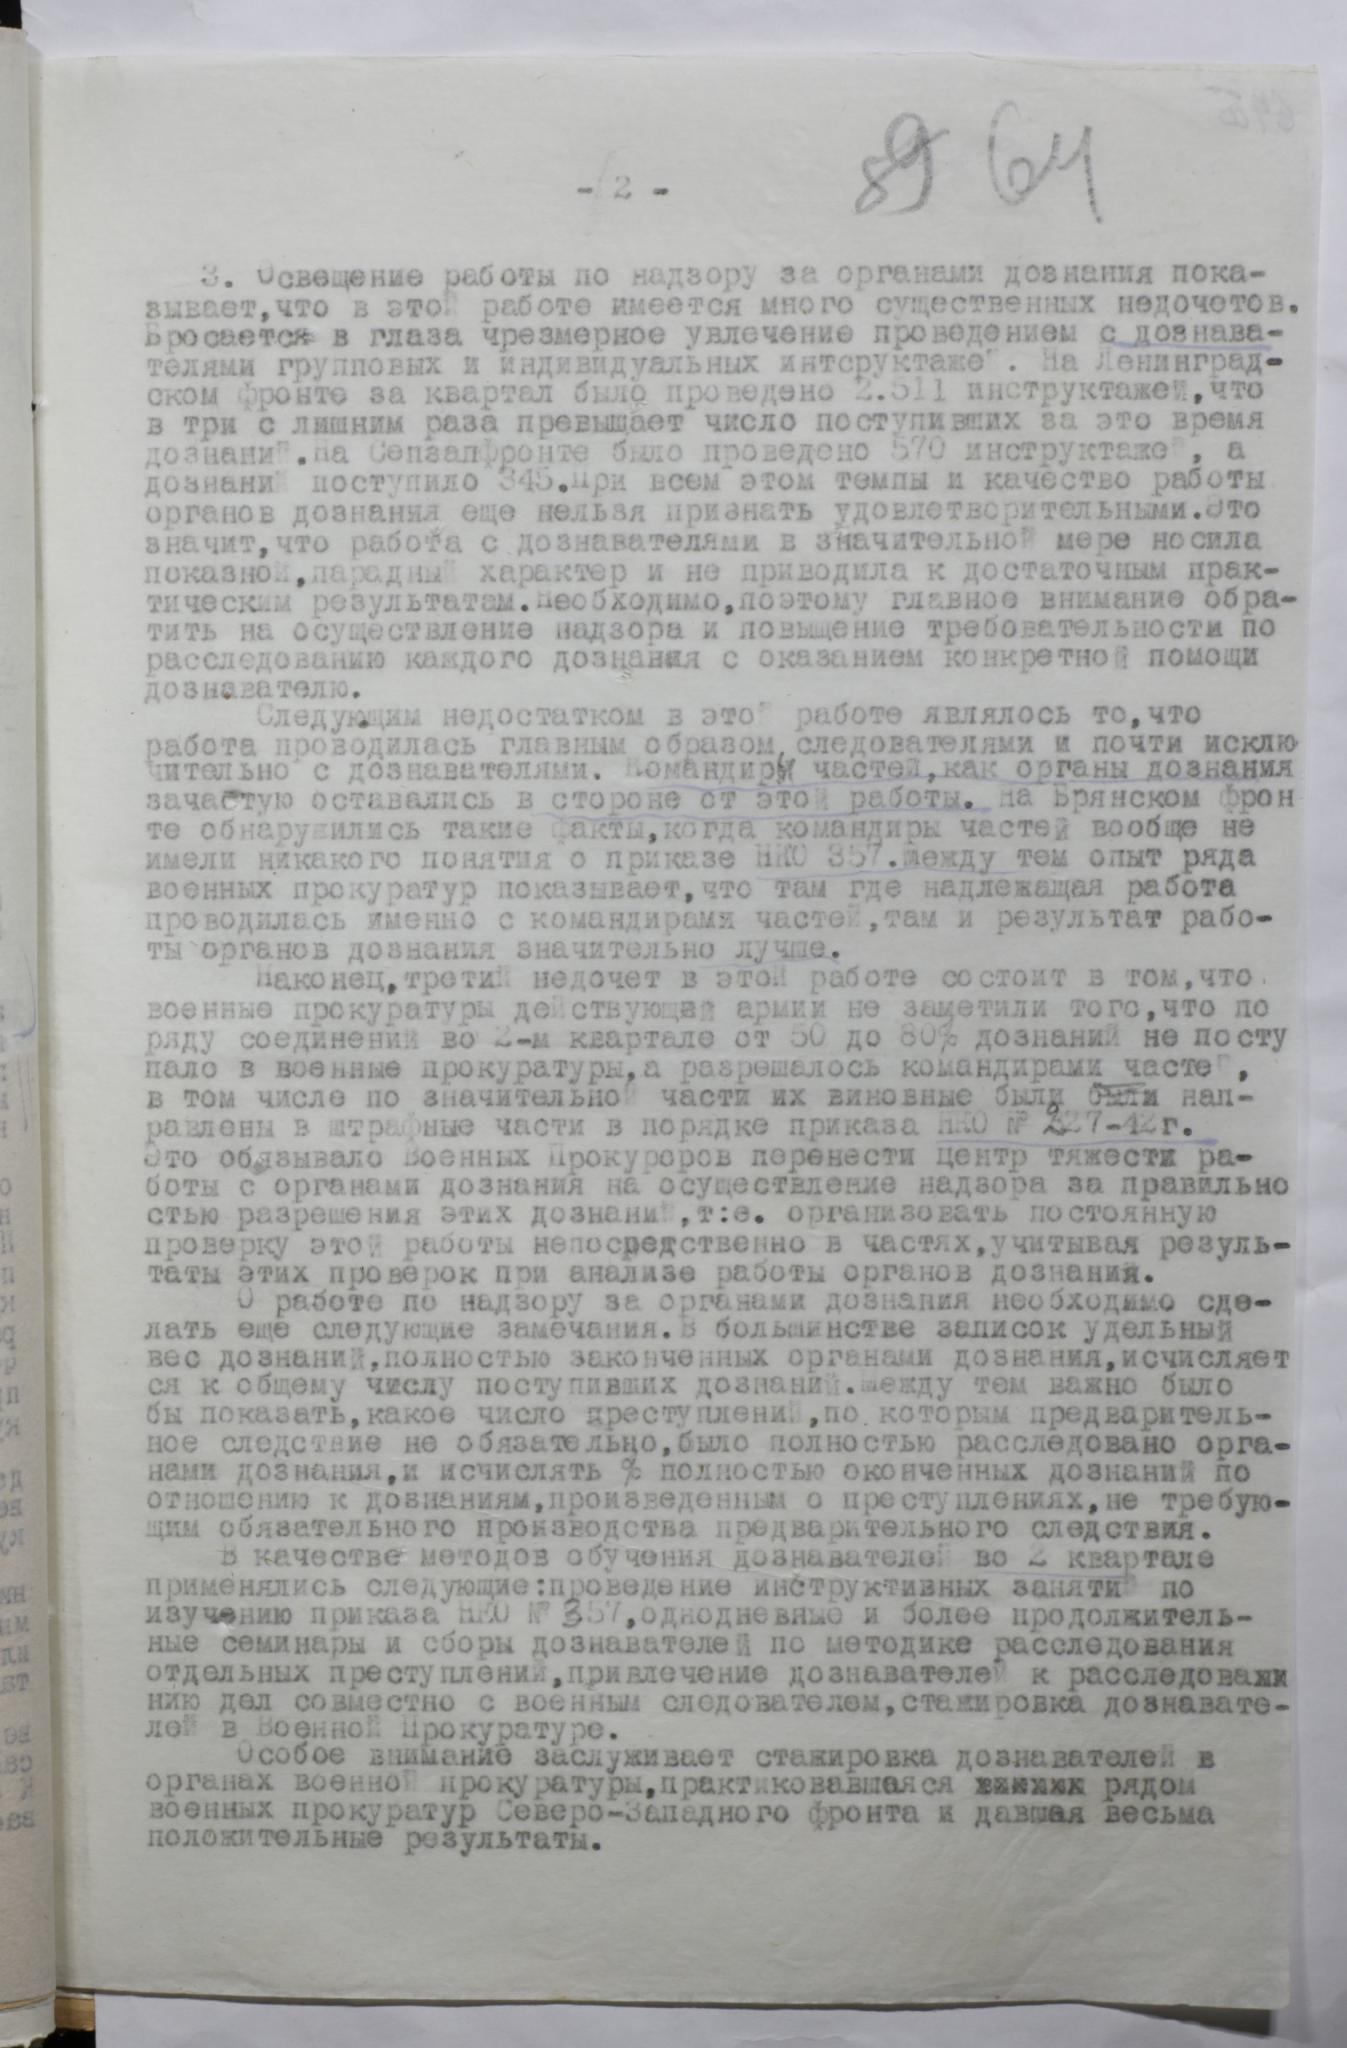 89 64
- 2 -
3. Освещение работы по надзору за органами дознания пока-
зывает,что в этой работе имеется много существенных недочетов.
Бросается в глаза чрезмерное увлечение проведением с дознава-
телями групповых и индивидуальных интсруктажей. На Ленинград-
ском фронте за квартал было проведено 2.511 инструктажей,что
в три с лишним раза превышает число поступивших за это время
дознаний.На Севзапфронте было проведено 570 инструктажей, а
дознаний поступило 345.При всем этом темпы и качество работы
органов дознания еще нельзя признать удовлетворительными.Это
значит,что работа с дознавателями в значительной мере носила
показной,парадный характер и не приводила к достаточным прак-
тическим результатам.Необходимо,поэтому главное внимание обра-
тить на осуществление надзора и повышение требовательности по
расследованию каждого дознания с оказанием конкретной помощи
дознавателю.
Следующим недостатком в этой работе являлось то,что
работа проводилась главным образом следователями и почти исклю
чительно с дознавателями. Командиры частей,как органы дознания
зачастую оставались в стороне от этой работы. На Брянском фрон
те обнаружились такие факты,когда командиры частей вообще не
имели никакого понятия о приказе НКО 357.Между тем опыт ряда
военных прокуратур показывает,что там где надлежащая работа
проводилась именно с командирами частей,там и результат рабо-
ты органов дознания значительно лучше.
Наконец,третий недочет в этой работе состоит в том,что
военные прокуратуры действующей армии не заметили того,что по
ряду соединений во 2-м квартале от 50 до 80% дознаний не посту
пало в военные прокуратуры,а разрешалось командирами частей,
в том числе по значительной части их виновные были были нап-
равлены в штрафные части в порядке приказа НКО № 227-42г.
Это обязывало Военных Прокуроров перенести центр тяжести ра-
боты с органами дознания на осуществление надзора за правильно
стью разрешения этих дознаний,т:е. организовать постоянную
проверку этой работы непосредственно в частях,учитывая резуль-
таты этих проверок при анализе работы органов дознания.
О работе по надзору за органами дознания необходимо сде-
лать еще следующие замечания.В большинстве записок удельный
вес дознаний,полностью законченных органами дознания,исчисляет
ся к общему числу поступивших дознаний.Между тем важно было
бы показать,какое число преступлений,по которым предваритель-
ное следствие не обязательно,было полностью расследовано орга-
нами дознания,и исчислять % полностью оконченных дознаний по
отношению к дознаниям,произведенным о преступлениях,не требую-
щим обязательного производства предварительного следствия.
В качестве методов обучения дознавателей во 2 квартале
применялись следующие:проведение инструктивных занятий по
изучению приказа НКО № 357,однодневные и более продолжитель-
ные семинары и сборы дознавателей по методике расследования
отдельных преступлений,привлечение дознавателей к расследоважи
нию дел совместно с военным следователем,стажировка дознавате-
лей в Военной Прокуратуре.
Особое внимание заслуживает стажировка дознавателей в
органах военной прокуратуры,практиковавшаяся рядом
военных прокуратур Северо-Западного фронта и давшая весьма
положительные результаты.